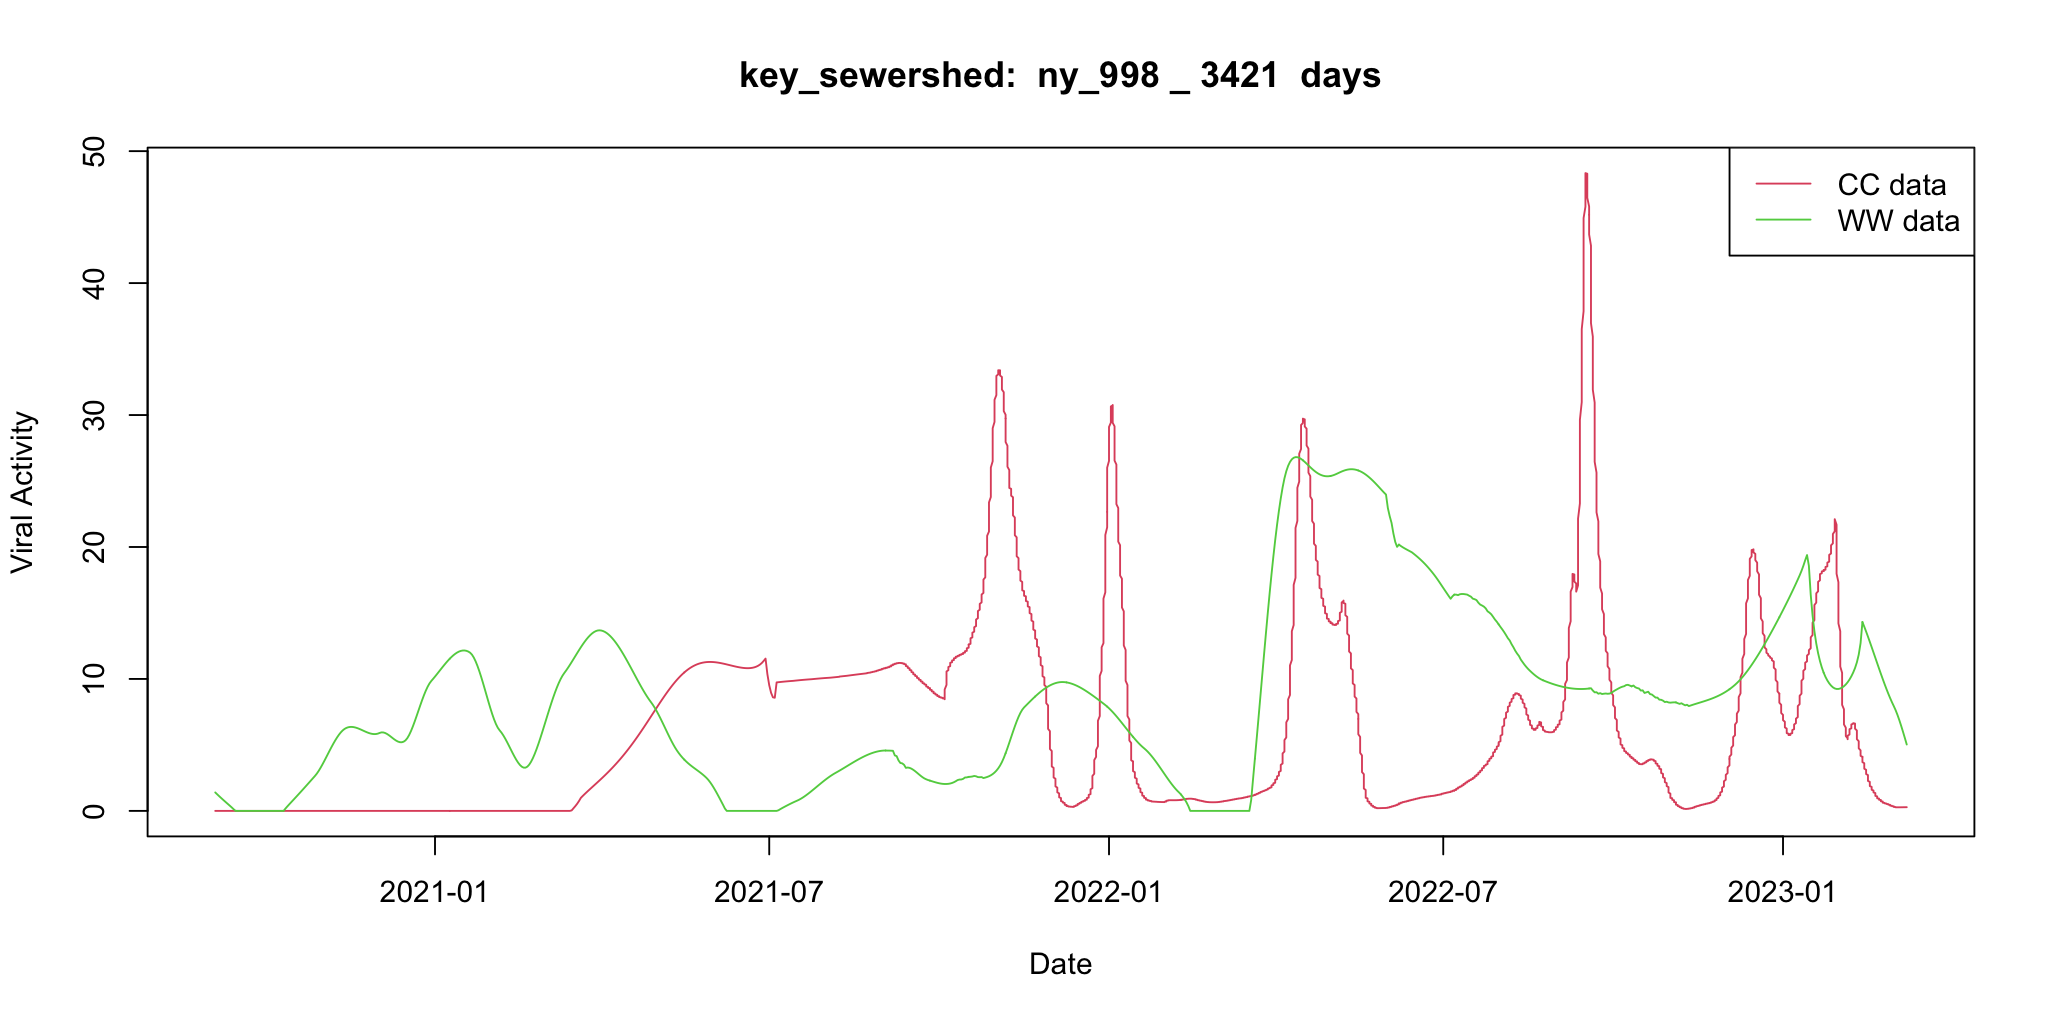 key_sewershed:  ny_998 _ 3421  days
50
40
30
20
10
0
Viral Activity
CC data
WW data
2021-01
2021-07
2022-01
2022-07
2023-01
Date